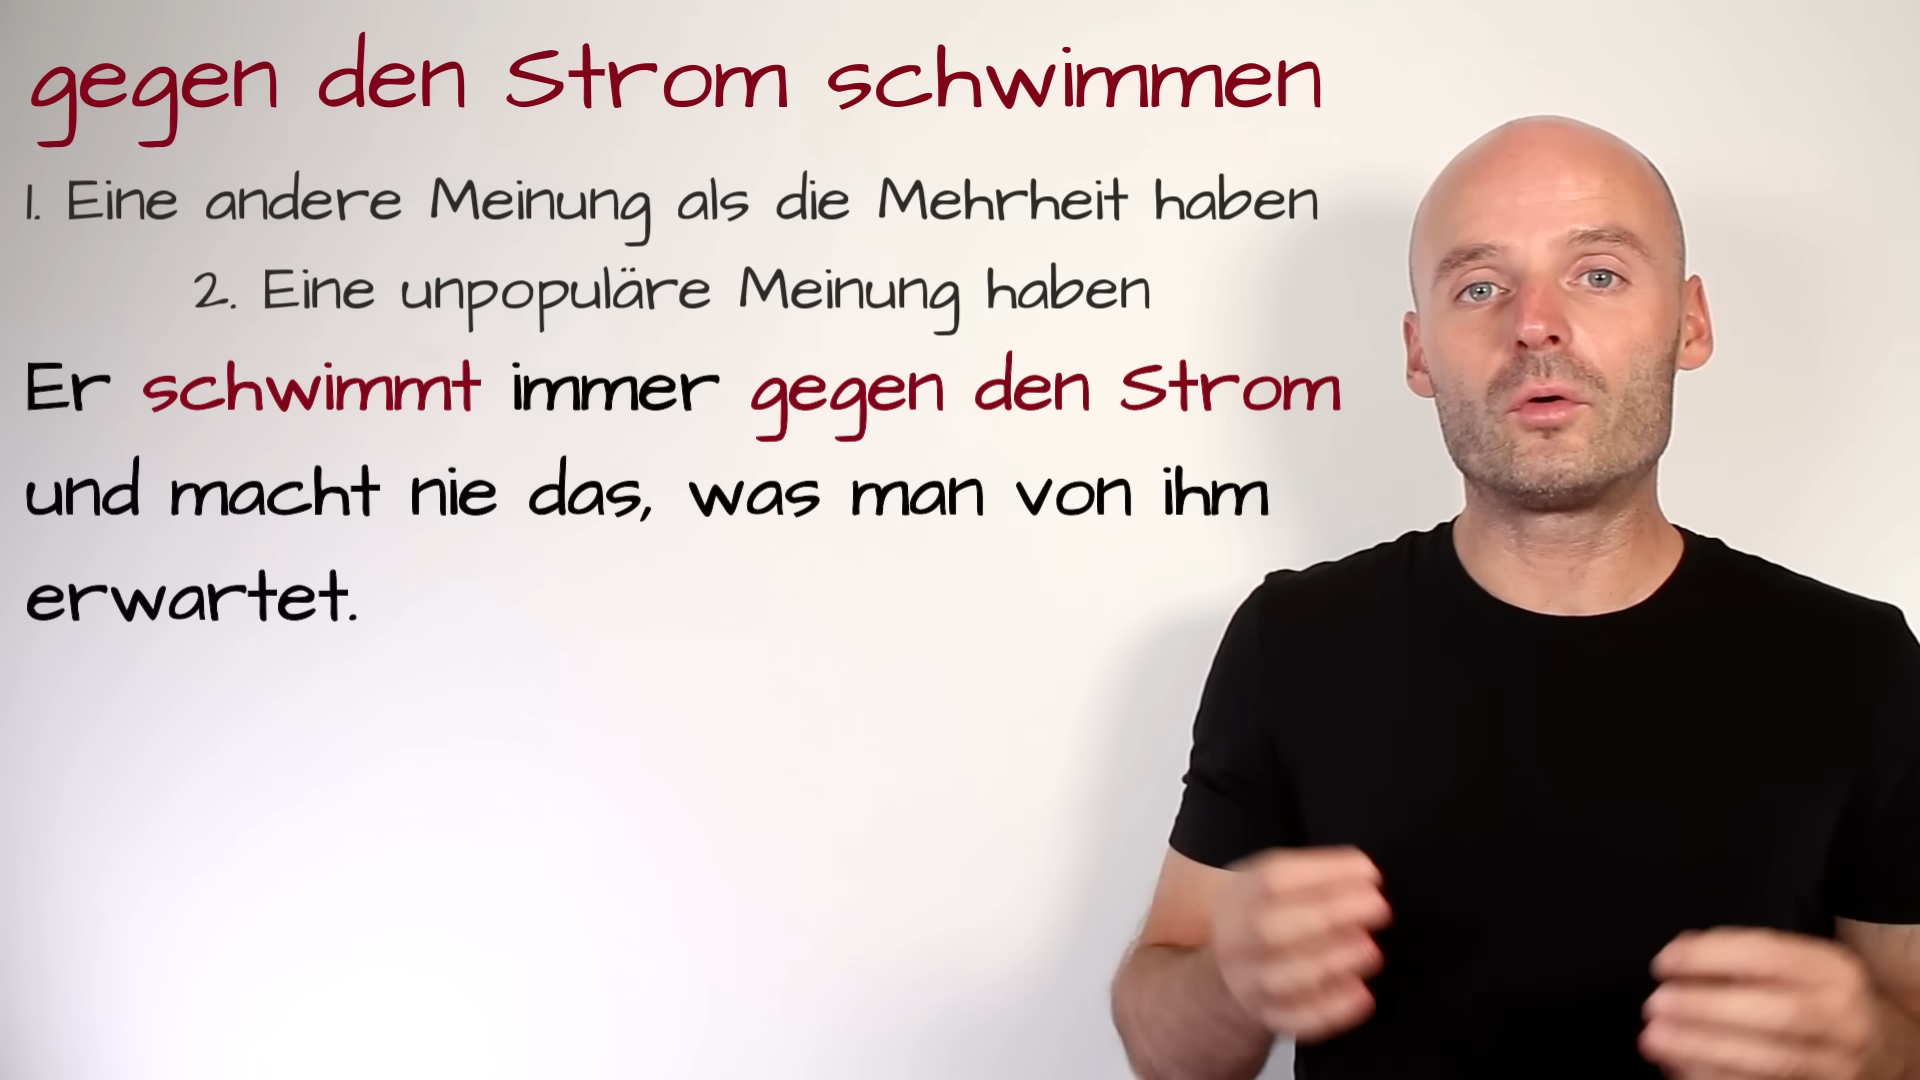 gegen den Strom schwimmen
1. Eine andere Meinung als die Mehrheit haben
2. Eine unpopuläre Meinung haben
Er schwimmt immer gegen den Strom
und macht nie das, was man von ihm
erwartet.